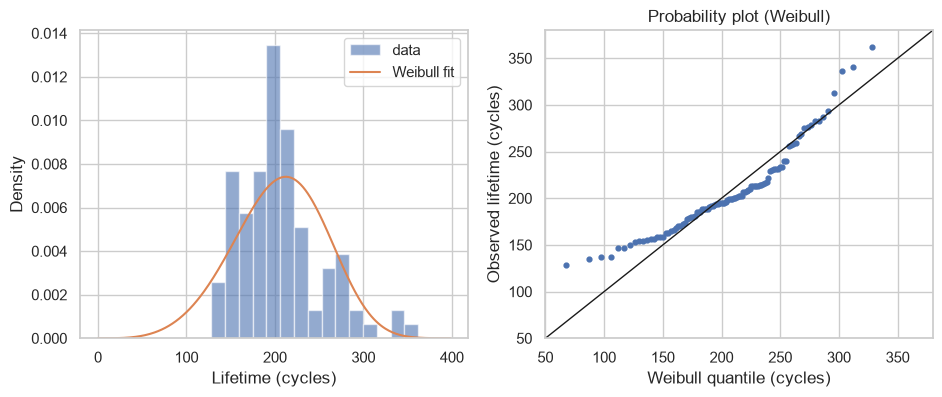 0.014
0.012
0.010
0.008
0.006
0.004
0.002
0.000
Density
0 100 200 300 400
Lifetime (cycles)
data
Weibull fit
Probability plot (Weibull)
350
300
250
200
150
100
50
Observed lifetime (cycles)
50 100 150 200 250 300 350
Weibull quantile (cycles)